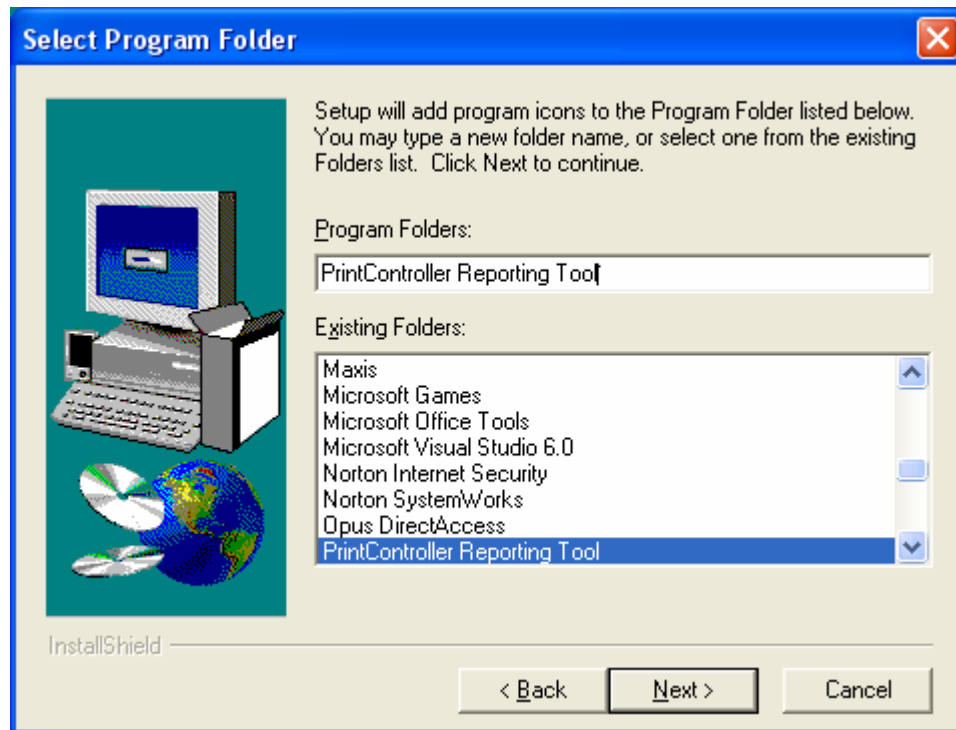 Select Program Folder
Setup will add program icons to the Program Folder listed below.
You may type a new folder name, or select one from the existing
Folders list. Click Next to continue.
Program Folders:
PrintController Reporting Tool
Existing Folders:
Maxis
Microsoft Games
Microsoft Office Tools
Microsoft Visual Studio 6.0
Norton Internet Security
Norton SystemWorks
Opus DirectAccess
PrintController Reporting Tool
InstallShield
< Back
Next >
Cancel